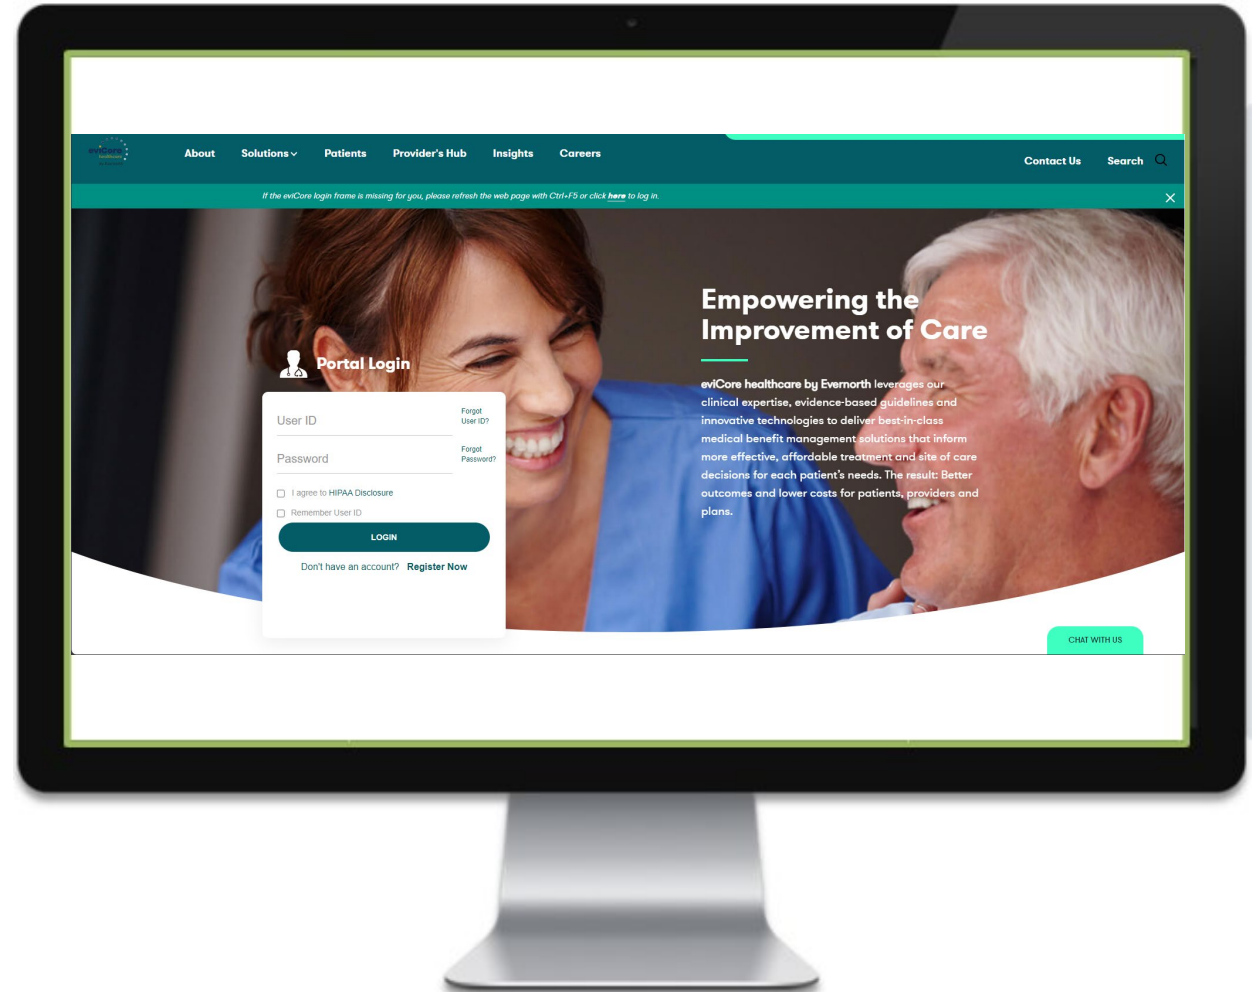 eviCore
healthcare
About Solutions Patients Provider's Hub Insights Careers
Contact Us Search
If the eviCore login frame is missing for you, please refresh the web page with Ctrl+F5 or click here to log in.
Portal Login
User ID
Forgot
User ID?
Password
Forgot
Password?
I agree to HIPAA Disclosure
Remember User ID
LOGIN
Don't have an account? Register Now
Empowering the
Improvement of Care
eviCore healthcare by Evernorth leverages our
clinical expertise, evidence-based guidelines and
innovative technologies to deliver best-in-class
medical benefit management solutions that inform
more effective, affordable treatment and site of care
decisions for each patient's needs. The result: Better
outcomes and lower costs for patients, providers and
plans.
CHAT WITH US